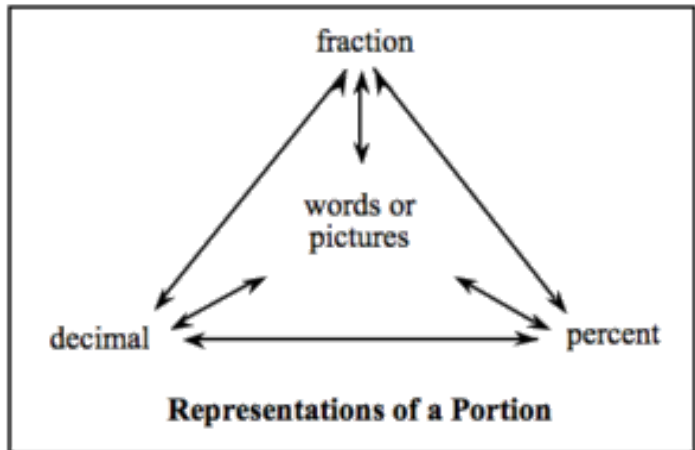 fraction
words or
pictures
decimal
percent
Representations of a Portion